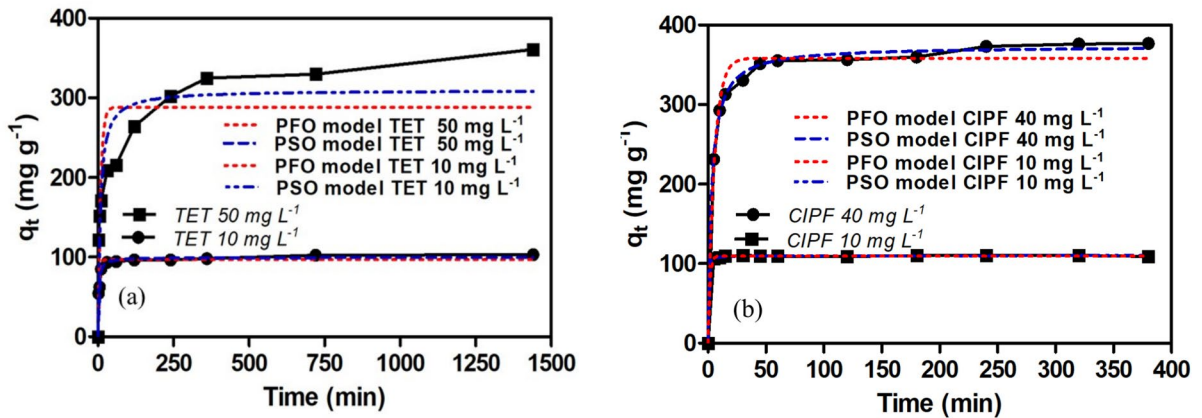 (a)
400
300
200
100
0
qt (mg g-1)
PFO model TET 50 mg L-1
PSO model TET 50 mg L-1
PFO model TET 10 mg L-1
PSO model TET 10 mg L-1
TET 50 mg L-1
TET 10 mg L-1
0 250 500 750 1000 1250 1500
Time (min)
(b)
400
300
200
100
0
qt (mg g-1)
PFO model CIPF 40 mg L-1
PSO model CIPF 40 mg L-1
PFO model CIPF 10 mg L-1
PSO model CIPF 10 mg L-1
CIPF 40 mg L-1
CIPF 10 mg L-1
0 50 100 150 200 250 300 350 400
Time (min)